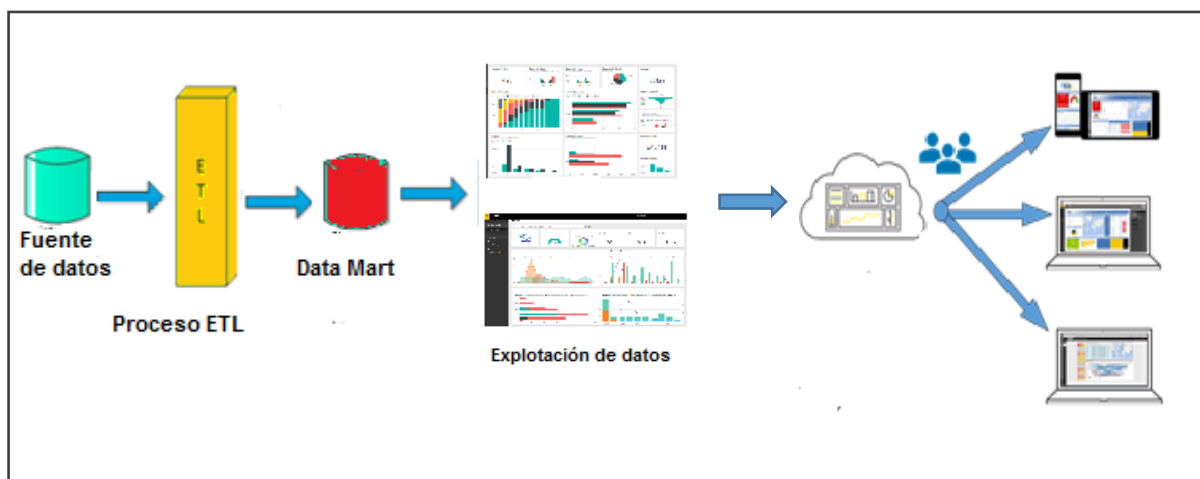 Fuente
de datos
E
T
L
Proceso ETL
Data Mart
Explotación de datos